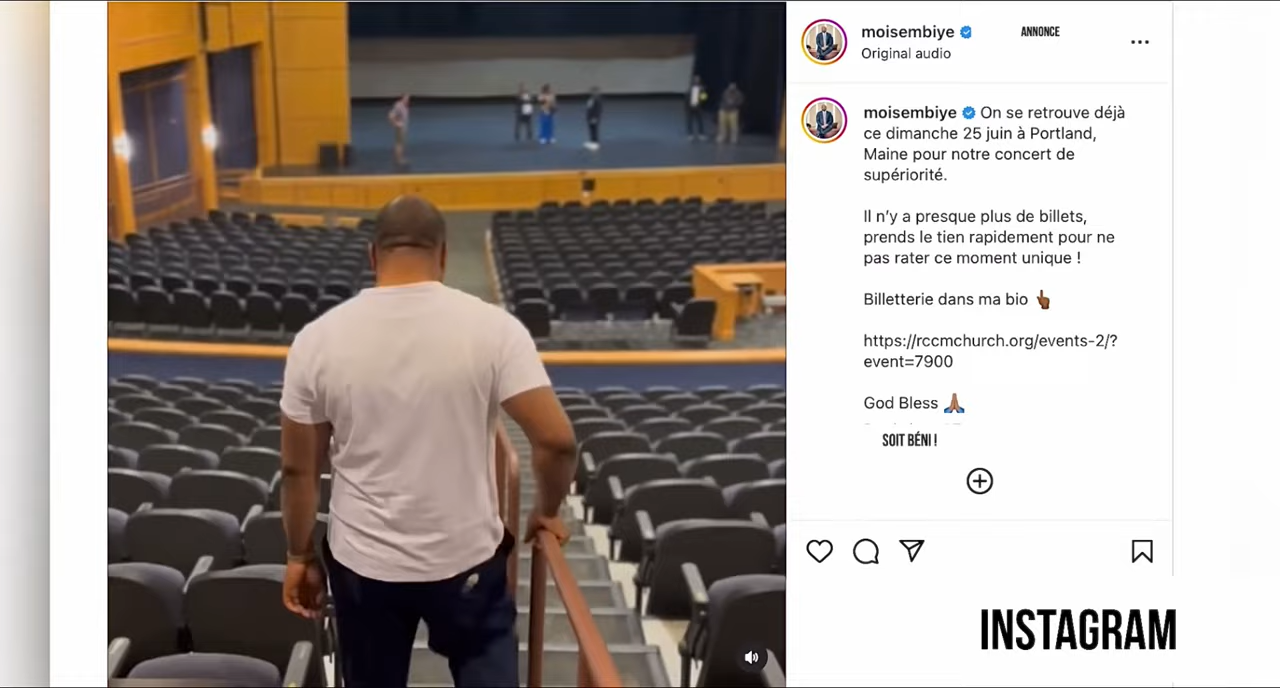 moisembiye
ANNONCE
Original audio
moisembiye On se retrouve déjà
ce dimanche 25 juin à Portland,
Maine pour notre concert de
supériorité.
Il n'y a presque plus de billets,
prends le tien rapidement pour ne
pas rater ce moment unique !
Billetterie dans ma bio 👆🏾
https://rccmchurch.org/events-2/?
event=7900
God Bless 🙏🏽
SOIT BÉNI !
INSTAGRAM